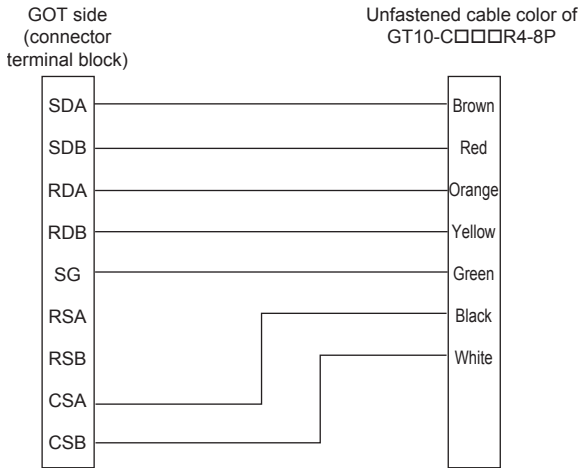 GOT side
(connector
terminal block)
Unfastened cable color of
GT10-C□□□R4-8P
SDA
Brown
SDB
Red
RDA
Orange
RDB
Yellow
SG
Green
RSA
Black
RSB
White
CSA
CSB